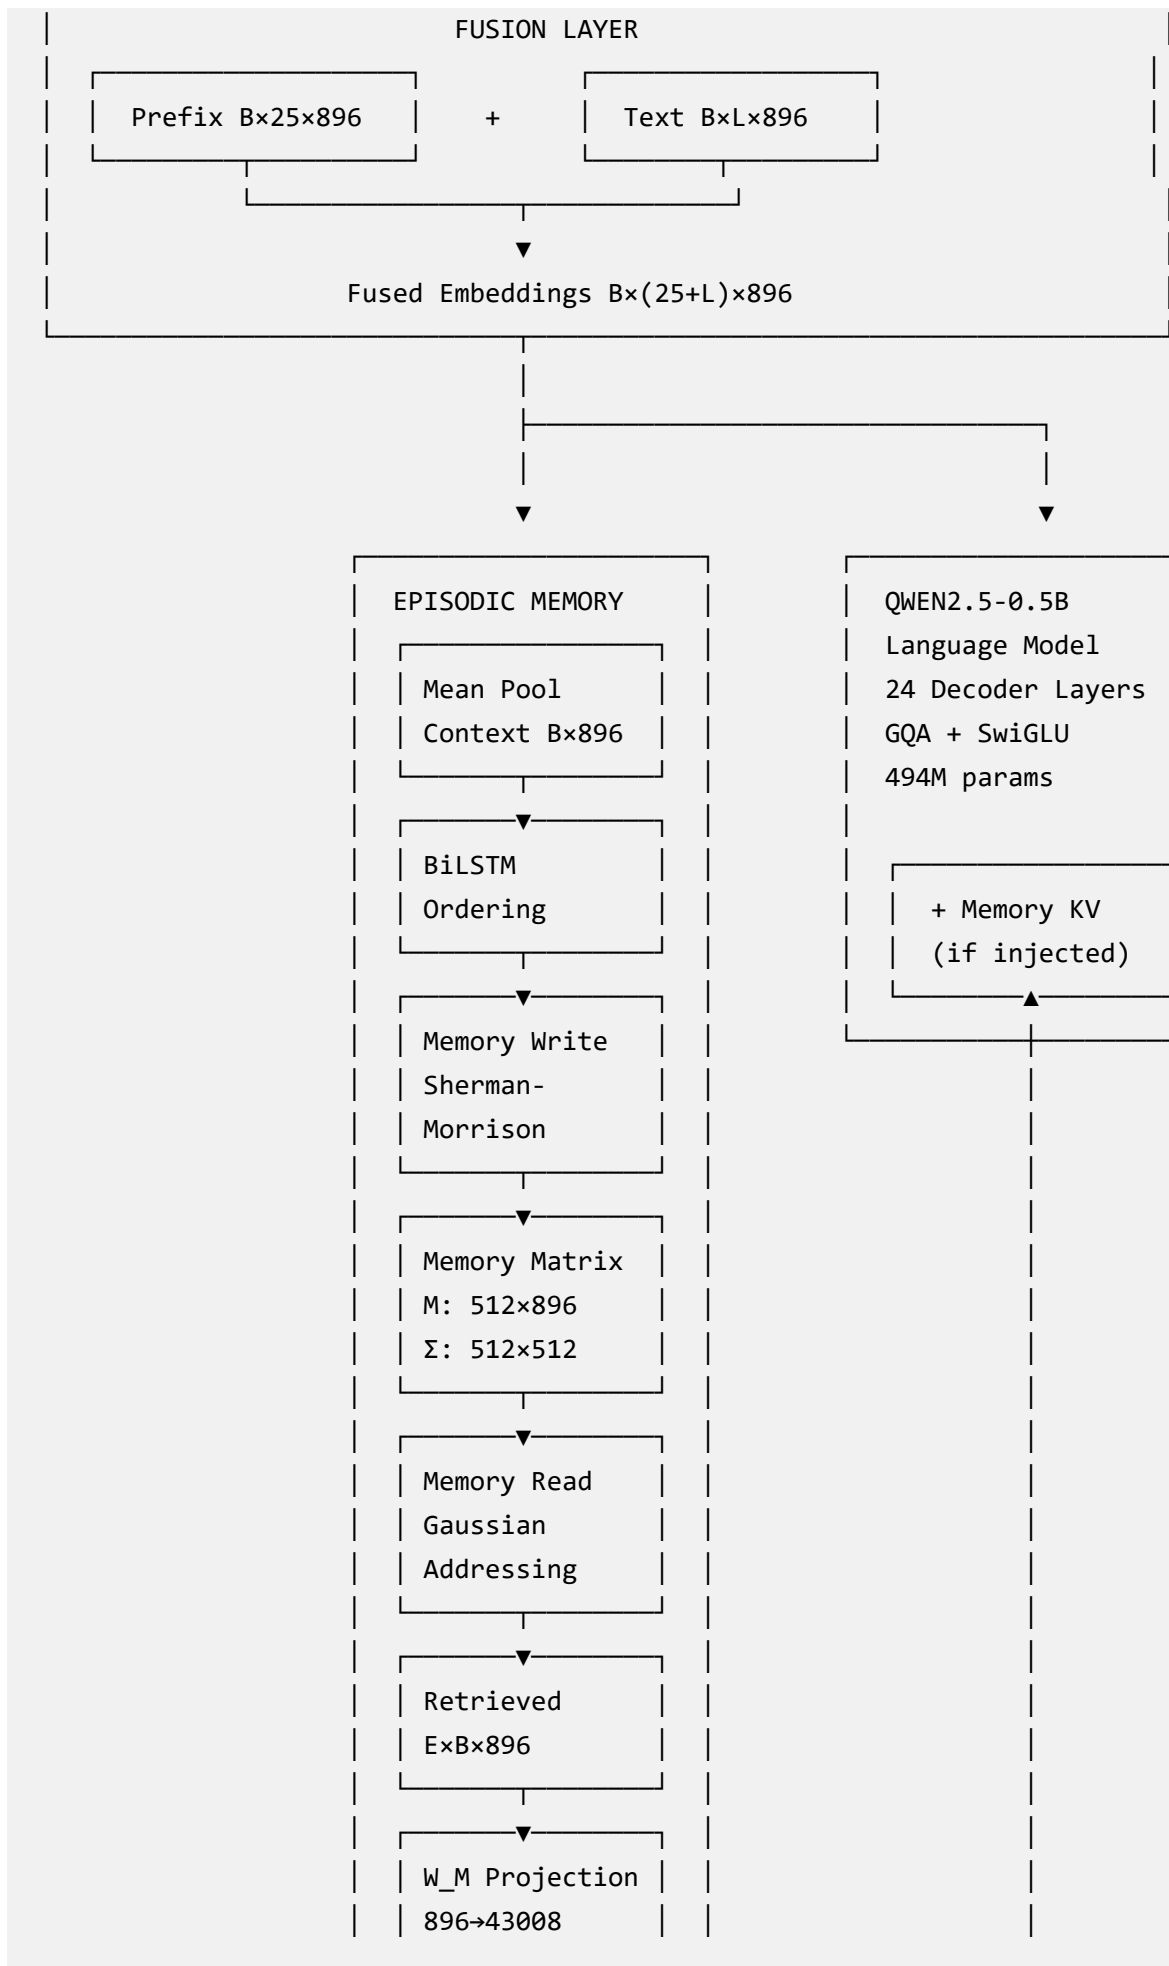 FUSION LAYER
Prefix B×25×896 + Text B×L×896
Fused Embeddings B×(25+L)×896
EPISODIC MEMORY
Mean Pool
Context B×896
BiLSTM
Ordering
Memory Write
Sherman-
Morrison
Memory Matrix
M: 512×896
Σ: 512×512
Memory Read
Gaussian
Addressing
Retrieved
E×B×896
W_M Projection
896→43008
QWEN2.5-0.5B
Language Model
24 Decoder Layers
GQA + SwiGLU
494M params
+ Memory KV
(if injected)